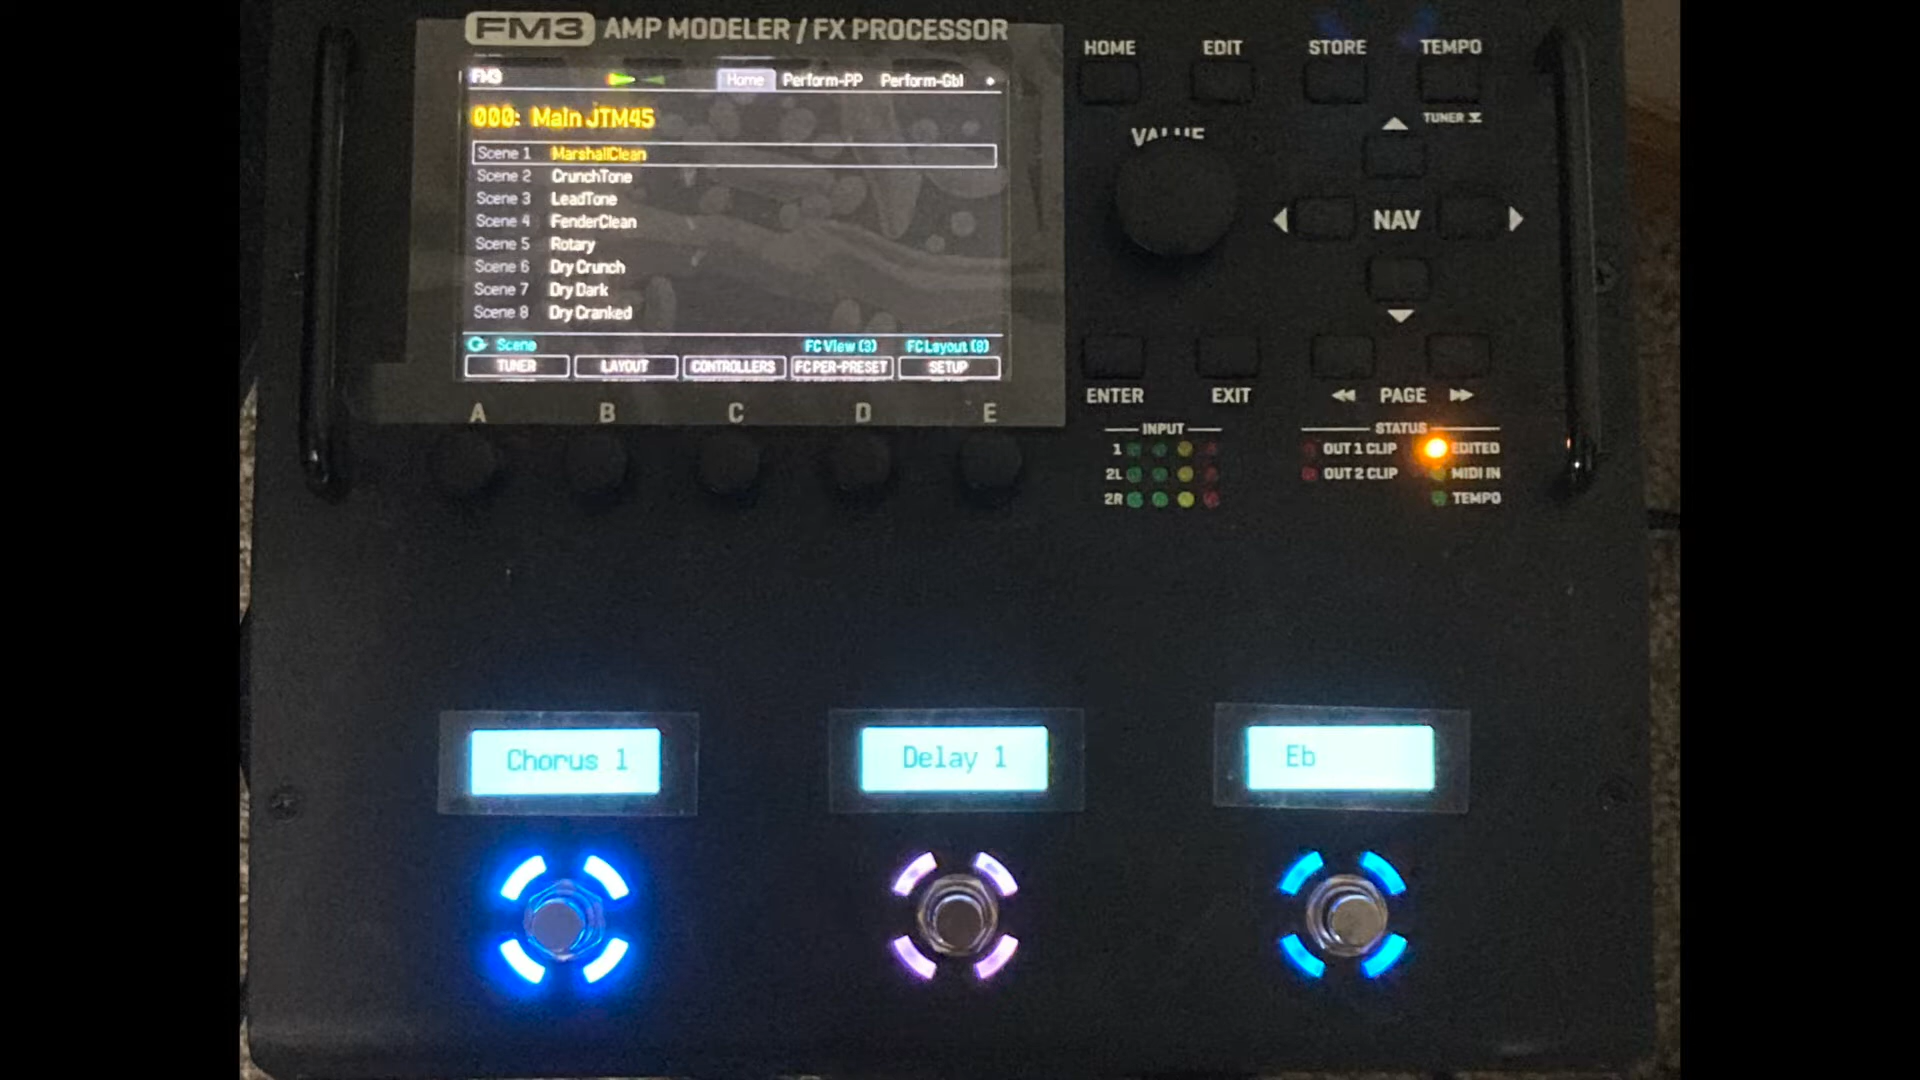 FM3 AMP MODELER / FX PROCESSOR
HOME EDIT STORE TEMPO
FM3 Home Perform-PP Perform-Gbl
TUNER
000: Main JTM45
VALUE
Scene 1 MarshallClean
Scene 2 CrunchTone
Scene 3 LeadTone
Scene 4 FenderClean
NAV
Scene 5 Rotary
Scene 6 Dry Crunch
Scene 7 Dry Dark
Scene 8 Dry Cranked
Scene FC View (3) FC Layout (8)
TUNER LAYOUT CONTROLLERS FC PER-PRESET SETUP
ENTER EXIT PAGE
A B C D E
INPUT STATUS
1 OUT 1 CLIP EDITED
2L OUT 2 CLIP MIDI IN
2R TEMPO
Chorus 1 Delay 1 Eb